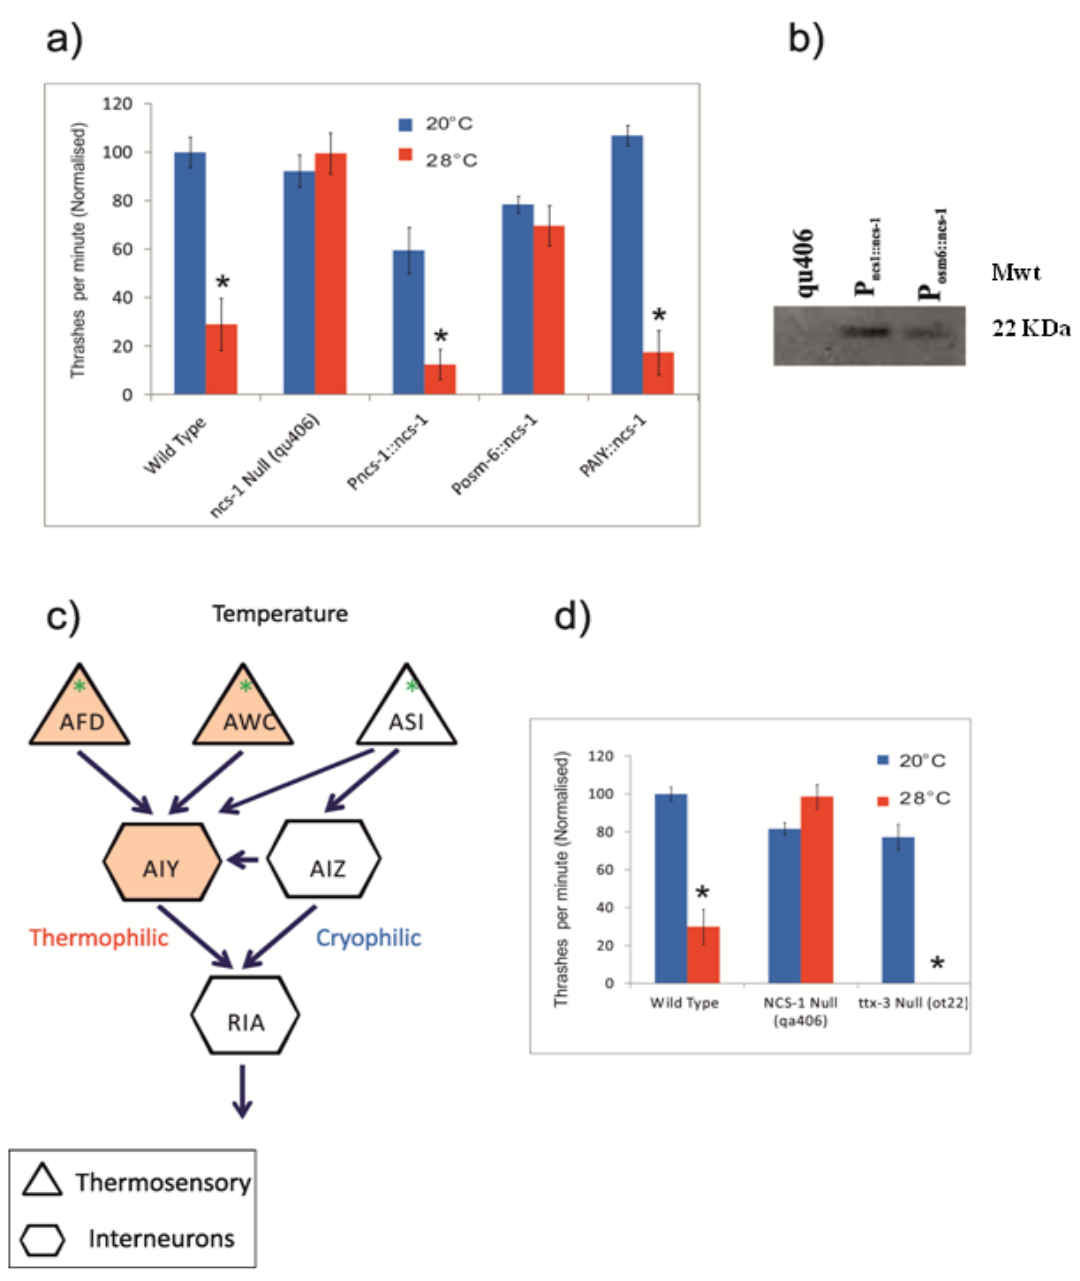 a)
Thrashes per minute (Normalised)
120
100
80
60
40
20
0
20°C
28°C
*
*
*
Wild Type
ncs-1 Null (qu406)
Pncs-1::ncs-1
Posm-6::ncs-1
PAIY::ncs-1
b)
qu406
Pncs1::ncs-1
Posm6::ncs-1
Mwt
22 KDa
c)
Temperature
* * *
AFD AWC ASI
AIY AIZ
Thermophilic Cryophilic
RIA
Thermosensory
Interneurons
d)
Thrashes per minute (Normalised)
120
100
80
60
40
20
0
20°C
28°C
*
*
Wild Type
NCS-1 Null
(qa406)
ttx-3 Null (ot22)